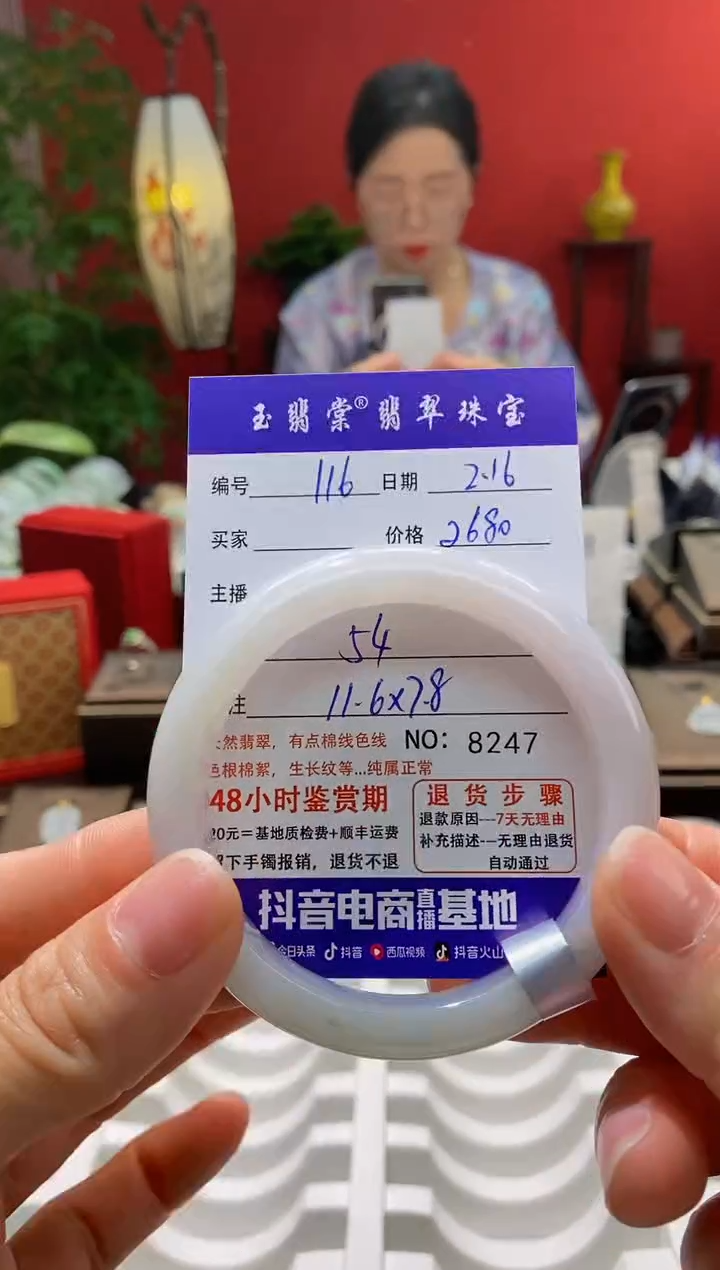 玉翡棠®翡翠珠宝
编号 116 日期 2.16
买家 价格 2680
主播
54
注 11.6x7.8
然翡翠，有点棉线色线 NO：8247
色根棉絮，生长纹等...纯属正常
48小时鉴赏期
20元＝基地质检费+顺丰运费
下手镯报销，退货不退
退货步骤
退款原因---7天无理由
补充描述--无理由退货
自动通过
抖音电商直播基地
今日头条 抖音 西瓜视频 抖音火山